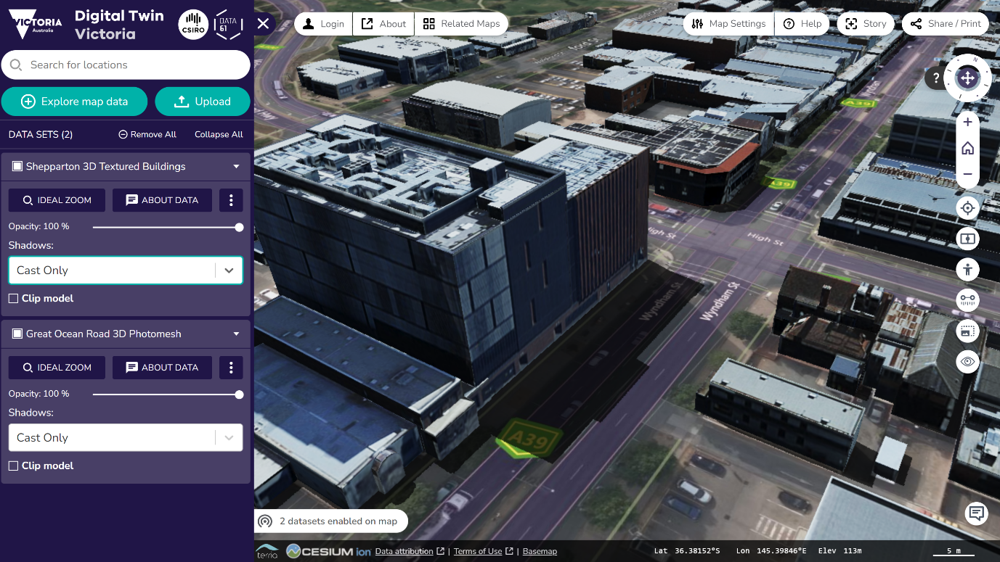 VICTORIA
Australia
Digital Twin
Victoria
CSIRO
DATA
61
Login
About
Related Maps
Map Settings
Help
Story
Share / Print
Search for locations
Explore map data
Upload
DATA SETS (2)
Remove All
Collapse All
Shepparton 3D Textured Buildings
IDEAL ZOOM
ABOUT DATA
Opacity: 100 %
Shadows:
Cast Only
Clip model
Great Ocean Road 3D Photomesh
IDEAL ZOOM
ABOUT DATA
Opacity: 100 %
Shadows:
Cast Only
Clip model
N
?
A39
A39
High St
High St
Wyndham St
Wyndham St
A39
2 datasets enabled on map
terria
CESIUM ion
Data attribution | Terms of Use | Basemap
Lat 36.38152°S Lon 145.39846°E Elev 113m
5 m